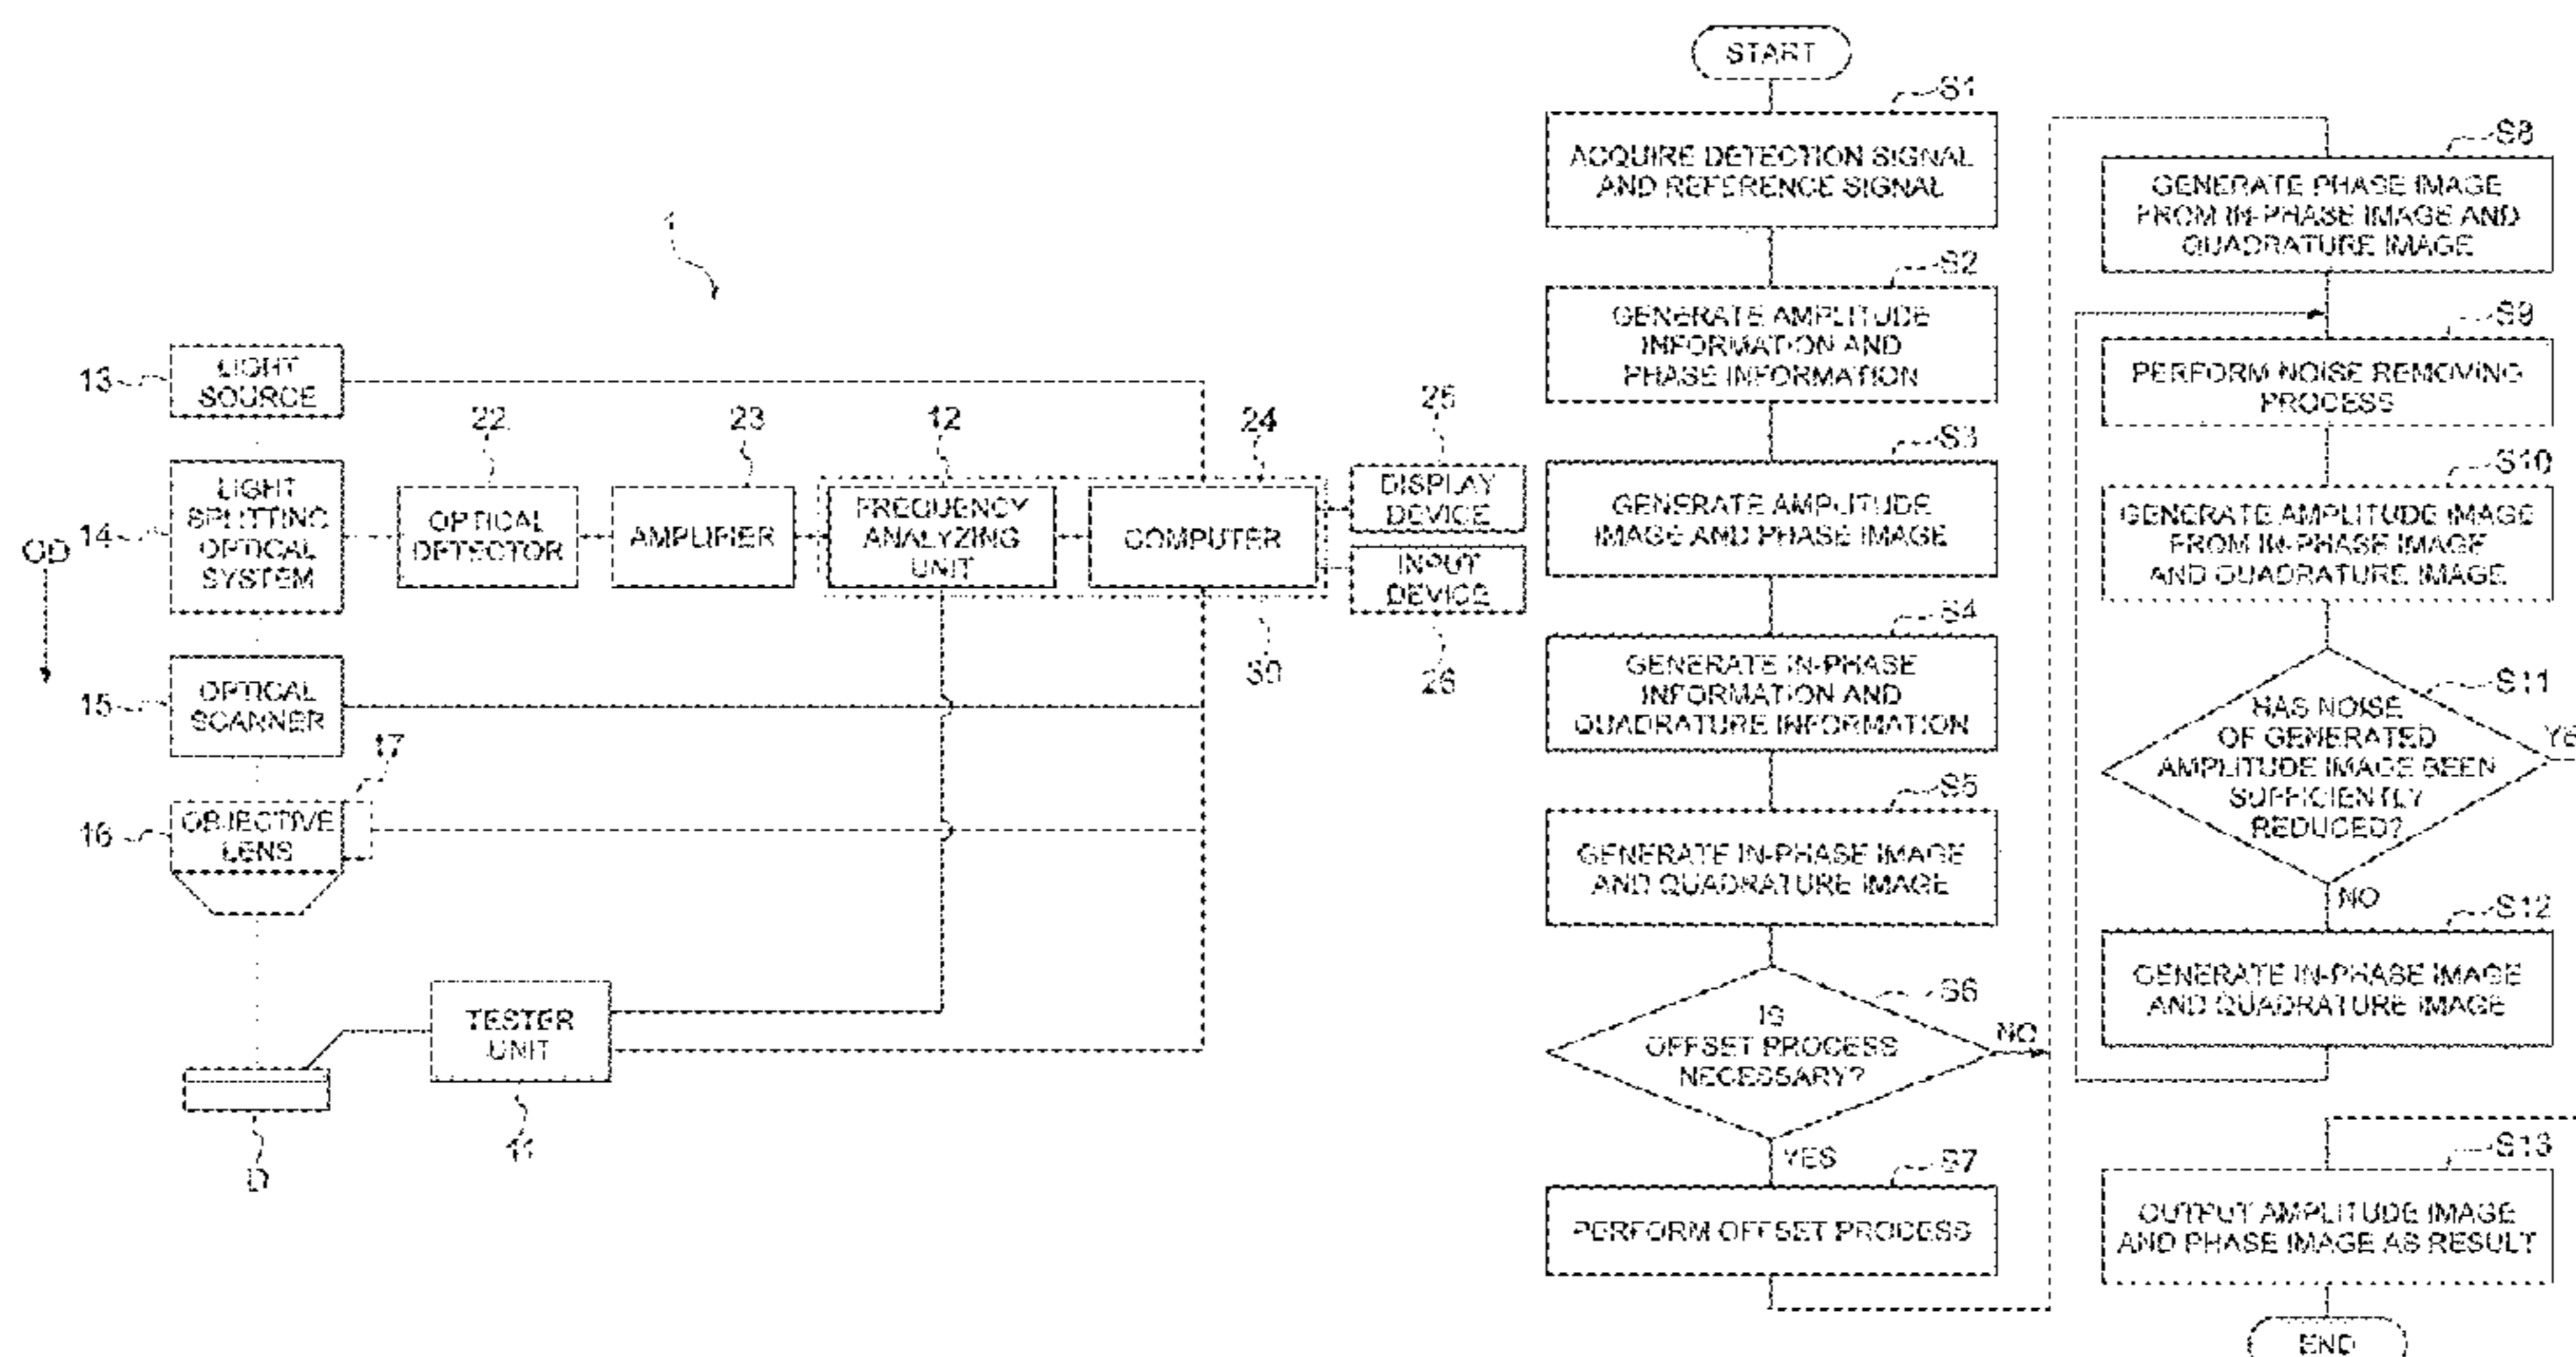 1
13
LIGHT
SOURCE
22
23
12
24
25
OD
14
LIGHT
SPLITTING
OPTICAL
SYSTEM
OPTICAL
DETECTOR
AMPLIFIER
FREQUENCY
ANALYZING
UNIT
COMPUTER
DISPLAY
DEVICE
INPUT
DEVICE
30
26
15
OPTICAL
SCANNER
17
16
OBJECTIVE
LENS
TESTER
UNIT
11
D
START
S1
ACQUIRE DETECTION SIGNAL
AND REFERENCE SIGNAL
S2
GENERATE AMPLITUDE
INFORMATION AND
PHASE INFORMATION
S3
GENERATE AMPLITUDE
IMAGE AND PHASE IMAGE
S4
GENERATE IN-PHASE
INFORMATION AND
QUADRATURE INFORMATION
S5
GENERATE IN-PHASE IMAGE
AND QUADRATURE IMAGE
S6
IS
OFFSET PROCESS
NECESSARY?
NO
YES
S7
PERFORM OFFSET PROCESS
S8
GENERATE PHASE IMAGE
FROM IN-PHASE IMAGE AND
QUADRATURE IMAGE
S9
PERFORM NOISE REMOVING
PROCESS
S10
GENERATE AMPLITUDE IMAGE
FROM IN-PHASE IMAGE
AND QUADRATURE IMAGE
S11
HAS NOISE
OF GENERATED
AMPLITUDE IMAGE BEEN
SUFFICIENTLY
REDUCED?
NO
S12
GENERATE IN-PHASE IMAGE
AND QUADRATURE IMAGE
S13
OUTPUT AMPLITUDE IMAGE
AND PHASE IMAGE AS RESULT
END